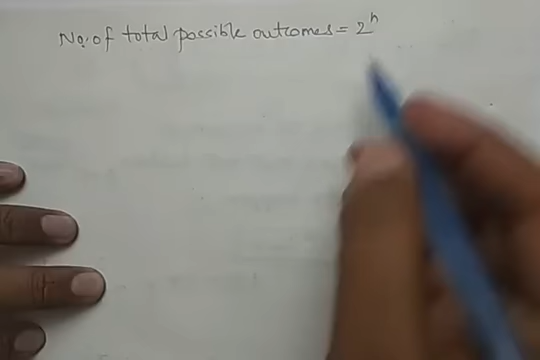 No. of total possible outcomes = 2ⁿ